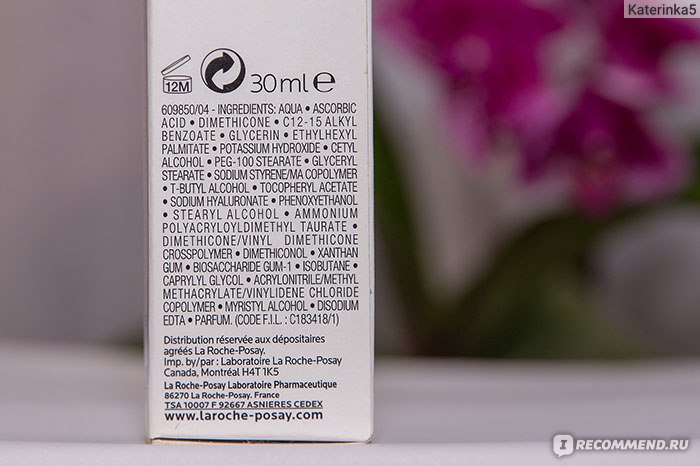 Katerinka5
12M
30 ml e
609850/04 - INGREDIENTS: AQUA • ASCORBIC
ACID • DIMETHICONE • C12-15 ALKYL
BENZOATE • GLYCERIN • ETHYLHEXYL
PALMITATE • POTASSIUM HYDROXIDE • CETYL
ALCOHOL • PEG-100 STEARATE • GLYCERYL
STEARATE • SODIUM STYRENE/MA COPOLYMER
• T-BUTYL ALCOHOL • TOCOPHERYL ACETATE
• SODIUM HYALURONATE • PHENOXYETHANOL
• STEARYL ALCOHOL • AMMONIUM
POLYACRYLOYLDIMETHYL TAURATE •
DIMETHICONE/VINYL DIMETHICONE
CROSSPOLYMER • DIMETHICONOL • XANTHAN
GUM • BIOSACCHARIDE GUM-1 • ISOBUTANE •
CAPRYLYL GLYCOL • ACRYLONITRILE/METHYL
METHACRYLATE/VINYLIDENE CHLORIDE
COPOLYMER • MYRISTYL ALCOHOL • DISODIUM
EDTA • PARFUM. (CODE F.I.L. : C183418/1)
Distribution réservée aux dépositaires
agréés La Roche-Posay.
Imp. by/par : Laboratoire La Roche-Posay
Canada, Montréal H4T 1K5
La Roche-Posay Laboratoire Pharmaceutique
86270 La Roche-Posay. France
TSA 10007 F 92667 ASNIERES CEDEX
www.laroche-posay.com
I RECOMMEND.RU